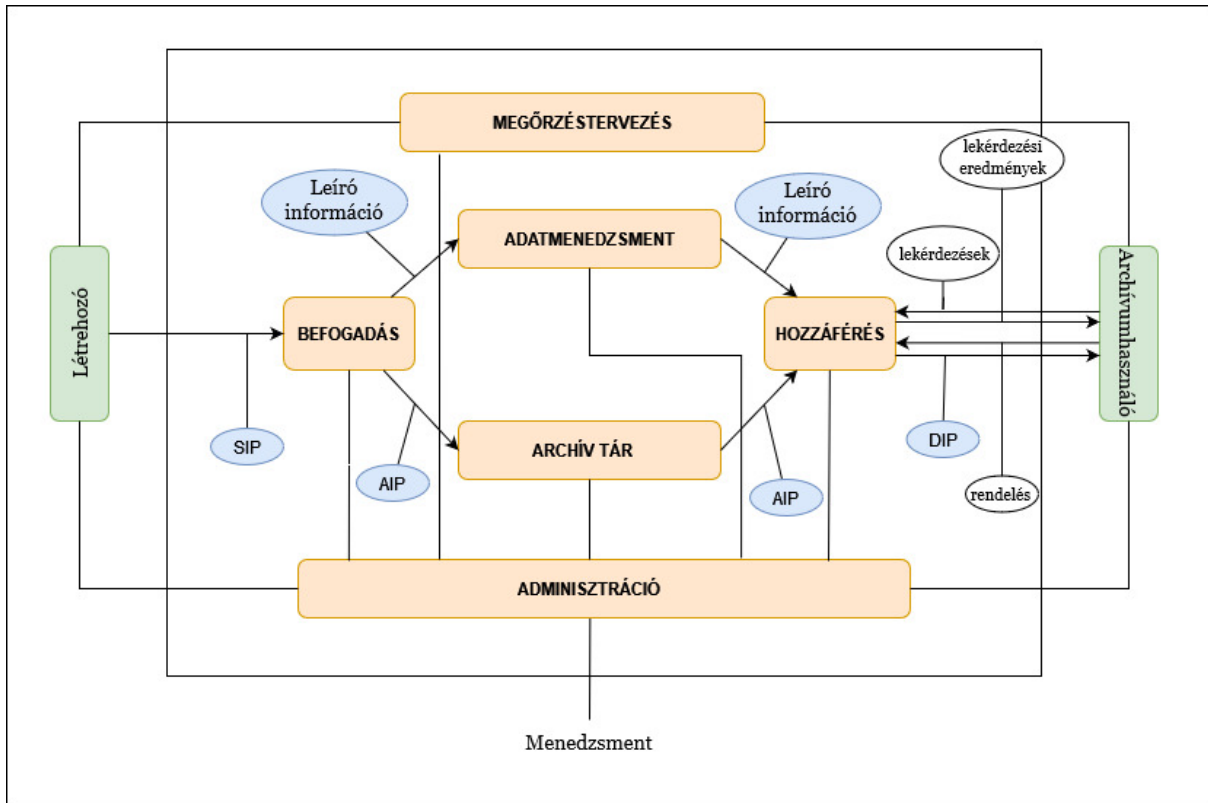 MEGŐRZÉSTERVEZÉS
lekérdezési
eredmények
Leíró
információ
Leíró
információ
ADATMENEDZSMENT
lekérdezések
Létrehozó
BEFOGADÁS
HOZZÁFÉRÉS
Archívumhasználó
SIP
ARCHÍV TÁR
DIP
AIP
AIP
rendelés
ADMINISZTRÁCIÓ
Menedzsment